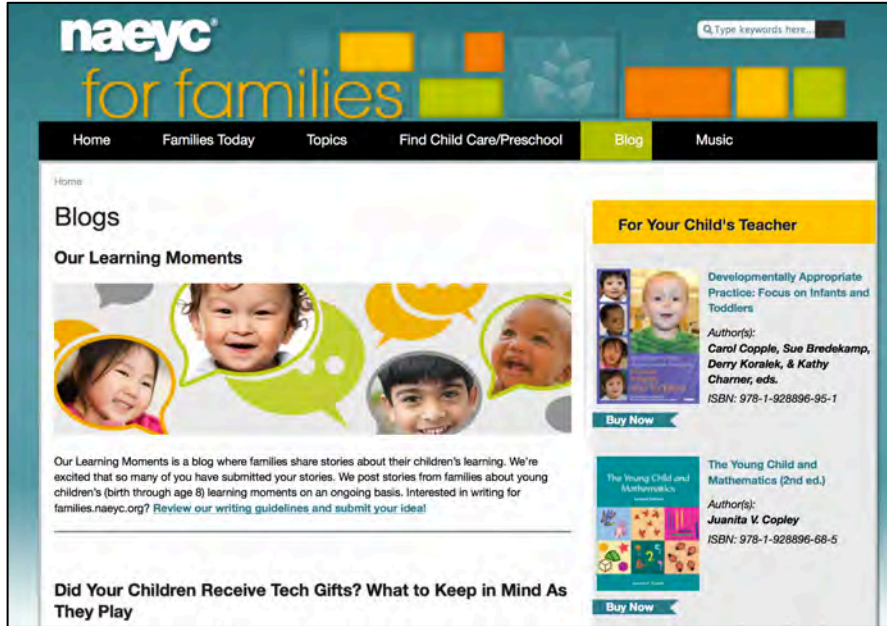 naeyc®
for families
Type keywords here...
Home Families Today Topics Find Child Care/Preschool Blog Music
Home
Blogs
Our Learning Moments
Our Learning Moments is a blog where families share stories about their children's learning. We're
excited that so many of you have submitted your stories. We post stories from families about young
children's (birth through age 8) learning moments on an ongoing basis. Interested in writing for
families.naeyc.org? Review our writing guidelines and submit your idea!
Did Your Children Receive Tech Gifts? What to Keep in Mind As
They Play
For Your Child's Teacher
Developmentally Appropriate
Practice: Focus on Infants and
Toddlers
Author(s):
Carol Copple, Sue Bredekamp,
Derry Koralek, & Kathy
Charner, eds.
ISBN: 978-1-928896-95-1
Buy Now
The Young Child and
Mathematics
The Young Child and
Mathematics (2nd ed.)
Author(s):
Juanita V. Copley
ISBN: 978-1-928896-68-5
Buy Now